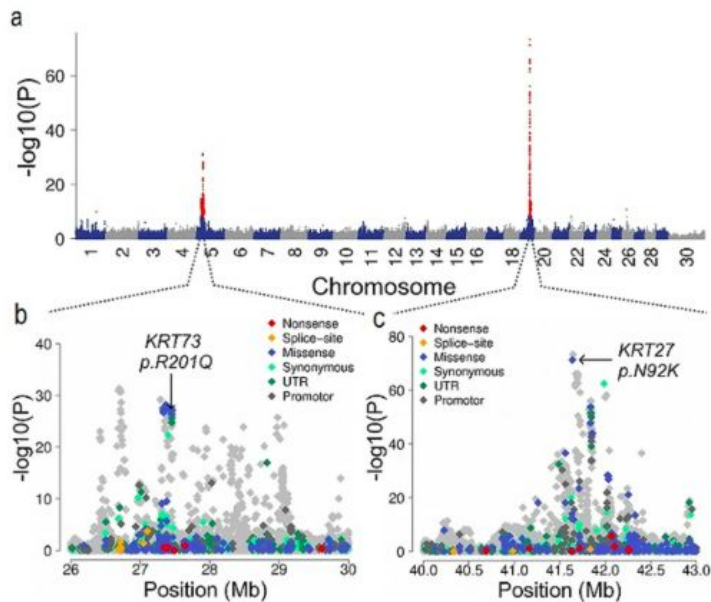 a
-log10(P)
60
40
20
0
1
2
3
4
5
6
7
8
9
10
11
12
13
14
15
16
18
20
22
24
26
28
30
Chromosome
b
KRT73
p.R201Q
Nonsense
Splice-site
Missense
Synonymous
UTR
Promotor
-log10(P)
40
30
20
10
0
26
27
28
29
30
Position (Mb)
c
Nonsense
Splice-site
Missense
Synonymous
UTR
Promotor
KRT27
p.N92K
-log10(P)
80
60
40
20
0
40.0
40.5
41.0
41.5
42.0
42.5
43.0
Position (Mb)